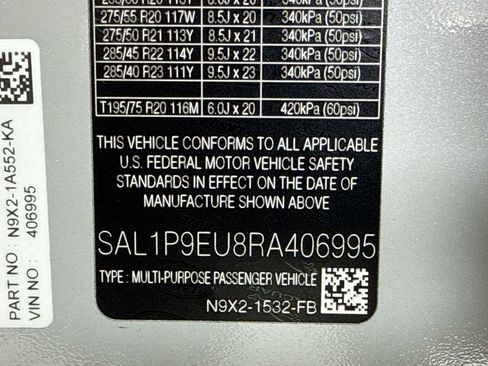 275/55 R20 117W 8.5J x 20 340kPa (50psi)
275/50 R21 113Y 8.5J x 21 340kPa (50psi)
285/45 R22 114Y 9.5J x 22 340kPa (50psi)
285/40 R23 111Y 9.5J x 23 340kPa (50psi)
T195/75 R20 116M 6.0J x 20 420kPa (60psi)
THIS VEHICLE CONFORMS TO ALL APPLICABLE
U.S. FEDERAL MOTOR VEHICLE SAFETY
STANDARDS IN EFFECT ON THE DATE OF
MANUFACTURE SHOWN ABOVE.
SAL1P9EU8RA406995
TYPE : MULTI-PURPOSE PASSENGER VEHICLE
N9X2-1532-FB
PART NO : N9X2-1A552-KA
VIN NO : 406995